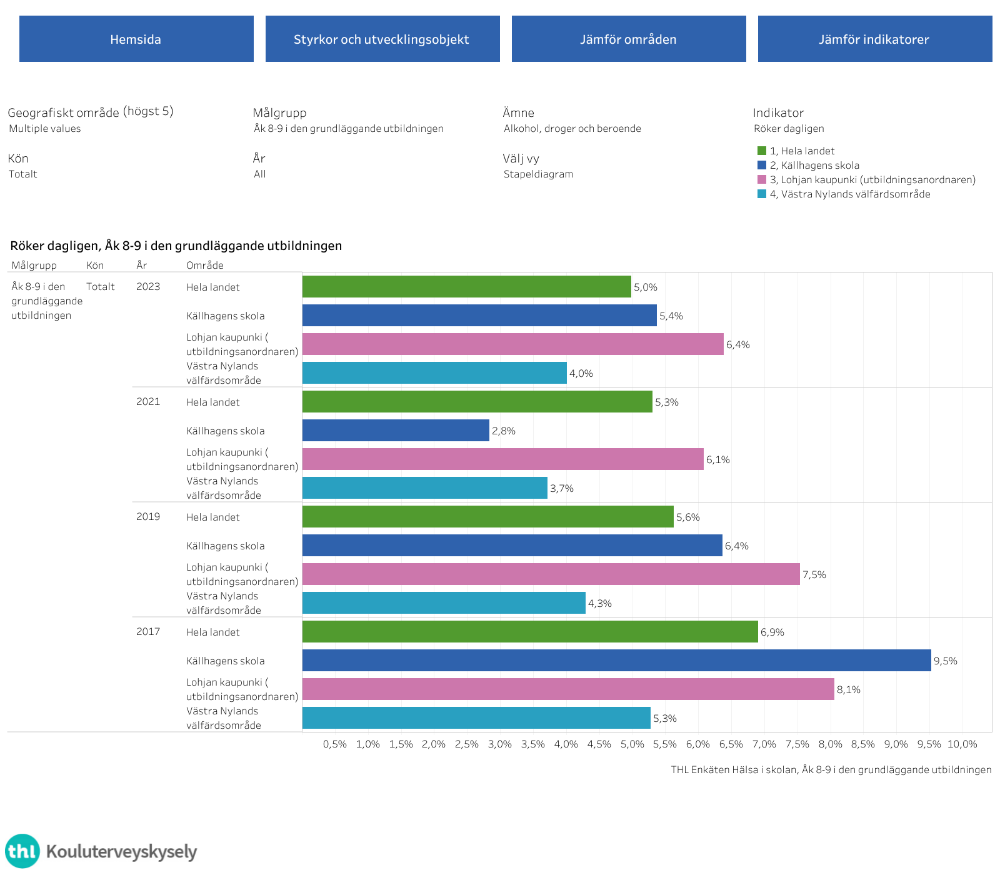 Hemsida
Styrkor och utvecklingsobjekt
Jämför områden
Jämför indikatorer
Geografiskt område (högst 5)
Multiple values
Målgrupp
Åk 8-9 i den grundläggande utbildningen
Ämne
Alkohol, droger och beroende
Indikator
Röker dagligen
Kön
Totalt
År
All
Välj vy
Stapeldiagram
1, Hela landet
2, Källhagens skola
3, Lohjan kaupunki (utbildningsanordnaren)
4, Västra Nylands välfärdsområde
Röker dagligen, Åk 8-9 i den grundläggande utbildningen
Målgrupp Kön År Område
Åk 8-9 i den
grundläggande
utbildningen
Totalt
2023
Hela landet 5,0%
Källhagens skola 5,4%
Lohjan kaupunki (
utbildningsanordnaren) 6,4%
Västra Nylands
välfärdsområde 4,0%
2021
Hela landet 5,3%
Källhagens skola 2,8%
Lohjan kaupunki (
utbildningsanordnaren) 6,1%
Västra Nylands
välfärdsområde 3,7%
2019
Hela landet 5,6%
Källhagens skola 6,4%
Lohjan kaupunki (
utbildningsanordnaren) 7,5%
Västra Nylands
välfärdsområde 4,3%
2017
Hela landet 6,9%
Källhagens skola 9,5%
Lohjan kaupunki (
utbildningsanordnaren) 8,1%
Västra Nylands
välfärdsområde 5,3%
0,5% 1,0% 1,5% 2,0% 2,5% 3,0% 3,5% 4,0% 4,5% 5,0% 5,5% 6,0% 6,5% 7,0% 7,5% 8,0% 8,5% 9,0% 9,5% 10,0%
THL Enkäten Hälsa i skolan, Åk 8-9 i den grundläggande utbildningen
thl Kouluterveyskysely